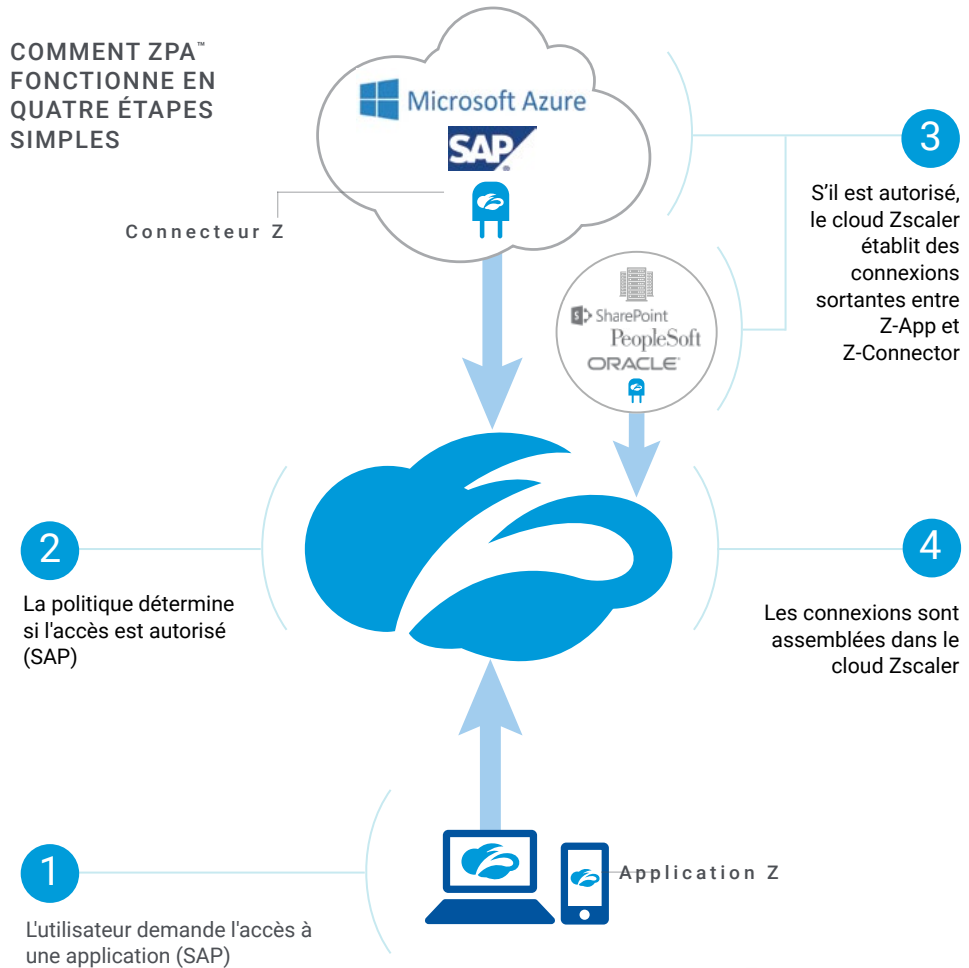 COMMENT ZPA™
FONCTIONNE EN
QUATRE ÉTAPES
SIMPLES
Microsoft Azure
SAP
Connecteur Z
3
S'il est autorisé,
le cloud Zscaler
établit des
connexions
sortantes entre
Z-App et
Z-Connector
SharePoint
PeopleSoft
ORACLE
2
La politique détermine
si l'accès est autorisé
(SAP)
4
Les connexions sont
assemblées dans le
cloud Zscaler
1
L'utilisateur demande l'accès à
une application (SAP)
Application Z